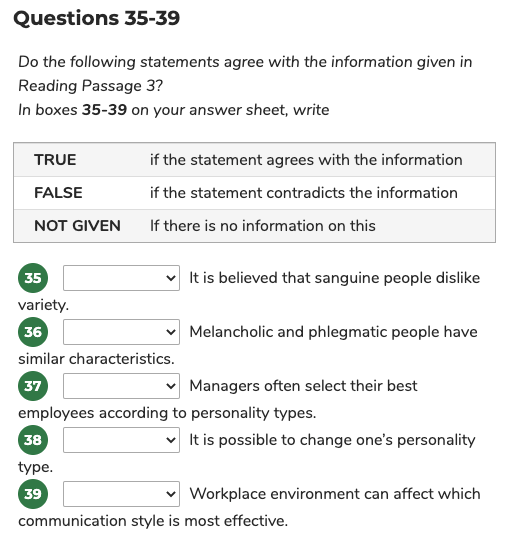 Questions 35-39
Do the following statements agree with the information given in
Reading Passage 3?
In boxes 35-39 on your answer sheet, write
TRUE if the statement agrees with the information
FALSE if the statement contradicts the information
NOT GIVEN If there is no information on this
35 It is believed that sanguine people dislike
variety.
36 Melancholic and phlegmatic people have
similar characteristics.
37 Managers often select their best
employees according to personality types.
38 It is possible to change one’s personality
type.
39 Workplace environment can affect which
communication style is most effective.